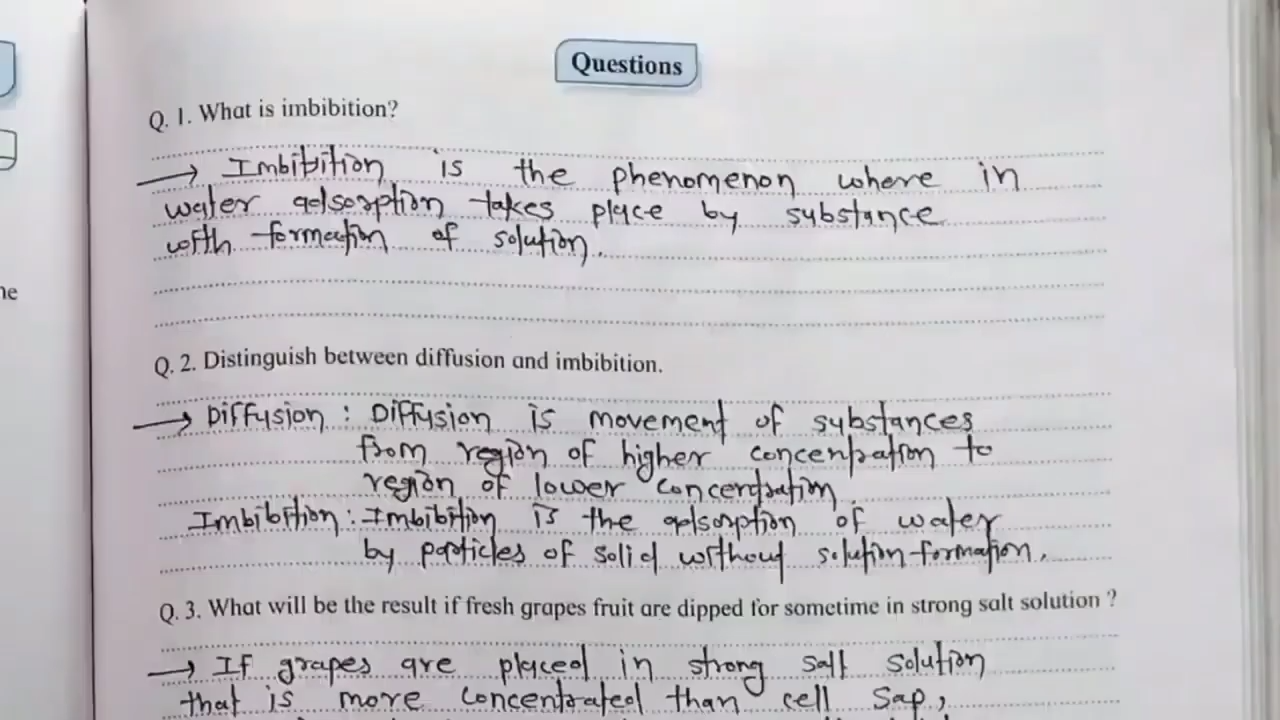 Questions
Q. 1. What is imbibition?
→ Imbibition is the phenomenon where in
water adsorption takes place by substance
with formation of solution.
ne
Q. 2. Distinguish between diffusion and imbibition.
→ Diffusion : Diffusion is movement of substances
from region of higher concentration to
region of lower concentration.
Imbibition : Imbibition is the adsorption of water
by particles of solid without solution formation.
Q. 3. What will be the result if fresh grapes fruit are dipped for sometime in strong salt solution ?
→ If grapes are placed in strong salt solution
that is more concentrated than cell sap,